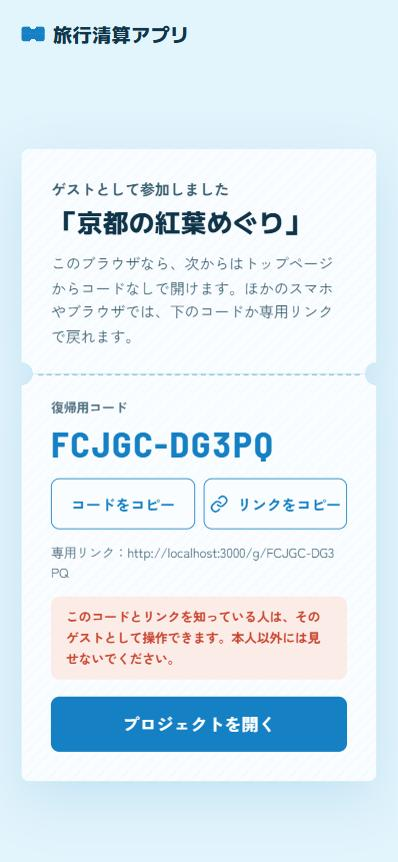 旅行清算アプリ
ゲストとして参加しました
「京都の紅葉めぐり」
このブラウザなら、次からはトップページ
からコードなしで開けます。ほかのスマホ
やブラウザでは、下のコードか専用リンク
で戻れます。
復帰用コード
FCJGC-DG3PQ
コードをコピー
リンクをコピー
専用リンク：http://localhost:3000/g/FCJGC-DG3
PQ
このコードとリンクを知っている人は、その
ゲストとして操作できます。本人以外には見
せないでください。
プロジェクトを開く